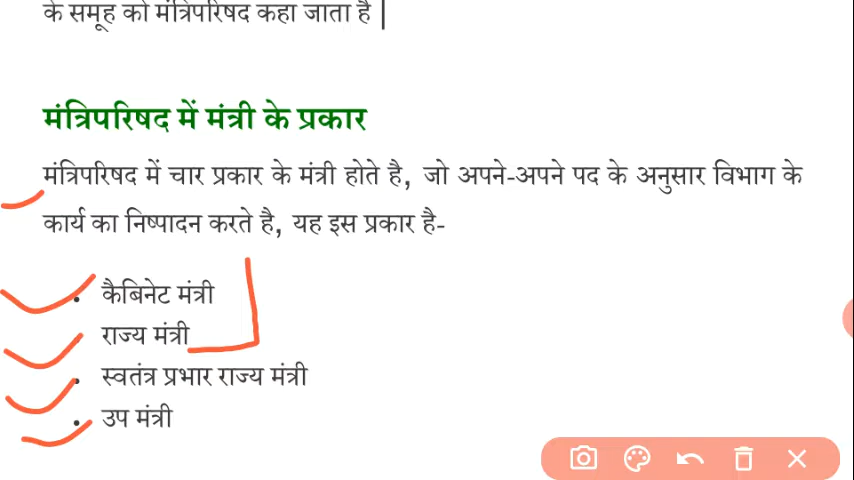 के समूह को मंत्रिपरिषद कहा जाता है |
मंत्रिपरिषद में मंत्री के प्रकार
मंत्रिपरिषद में चार प्रकार के मंत्री होते है, जो अपने-अपने पद के अनुसार विभाग के
कार्य का निष्पादन करते है, यह इस प्रकार है-
• कैबिनेट मंत्री
• राज्य मंत्री
• स्वतंत्र प्रभार राज्य मंत्री
• उप मंत्री